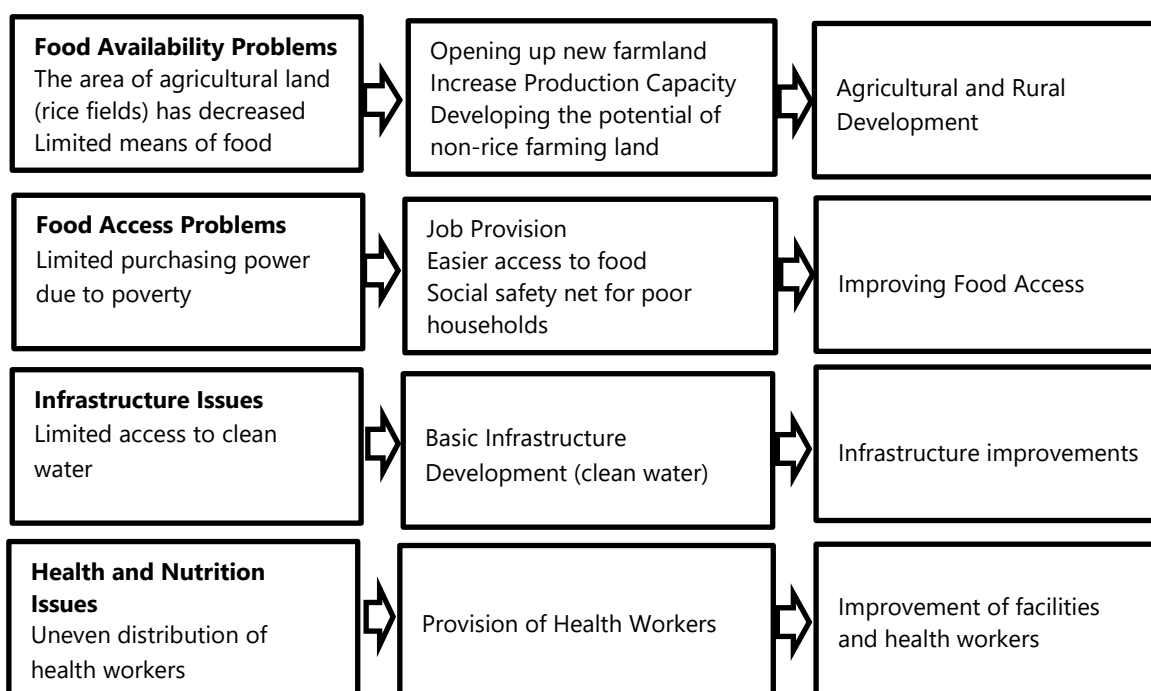 Food Availability Problems
The area of agricultural land
(rice fields) has decreased
Limited means of food
Opening up new farmland
Increase Production Capacity
Developing the potential of
non-rice farming land
Agricultural and Rural
Development
Food Access Problems
Limited purchasing power
due to poverty
Job Provision
Easier access to food
Social safety net for poor
households
Improving Food Access
Infrastructure Issues
Limited access to clean
water
Basic Infrastructure
Development (clean water)
Infrastructure improvements
Health and Nutrition
Issues
Uneven distribution of
health workers
Provision of Health Workers
Improvement of facilities
and health workers